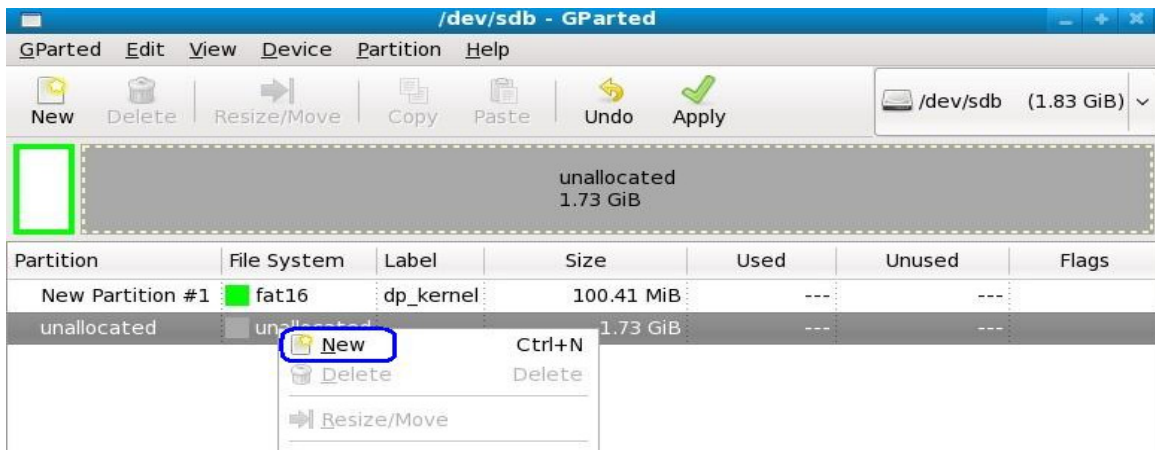 /dev/sdb - GParted
GParted Edit View Device Partition Help
New Delete Resize/Move Copy Paste Undo Apply /dev/sdb (1.83 GiB)
unallocated
1.73 GiB
Partition File System Label Size Used Unused Flags
New Partition #1 fat16 dp_kernel 100.41 MiB --- ---
unallocated unallocated 1.73 GiB --- ---
New Ctrl+N
Delete Delete
Resize/Move